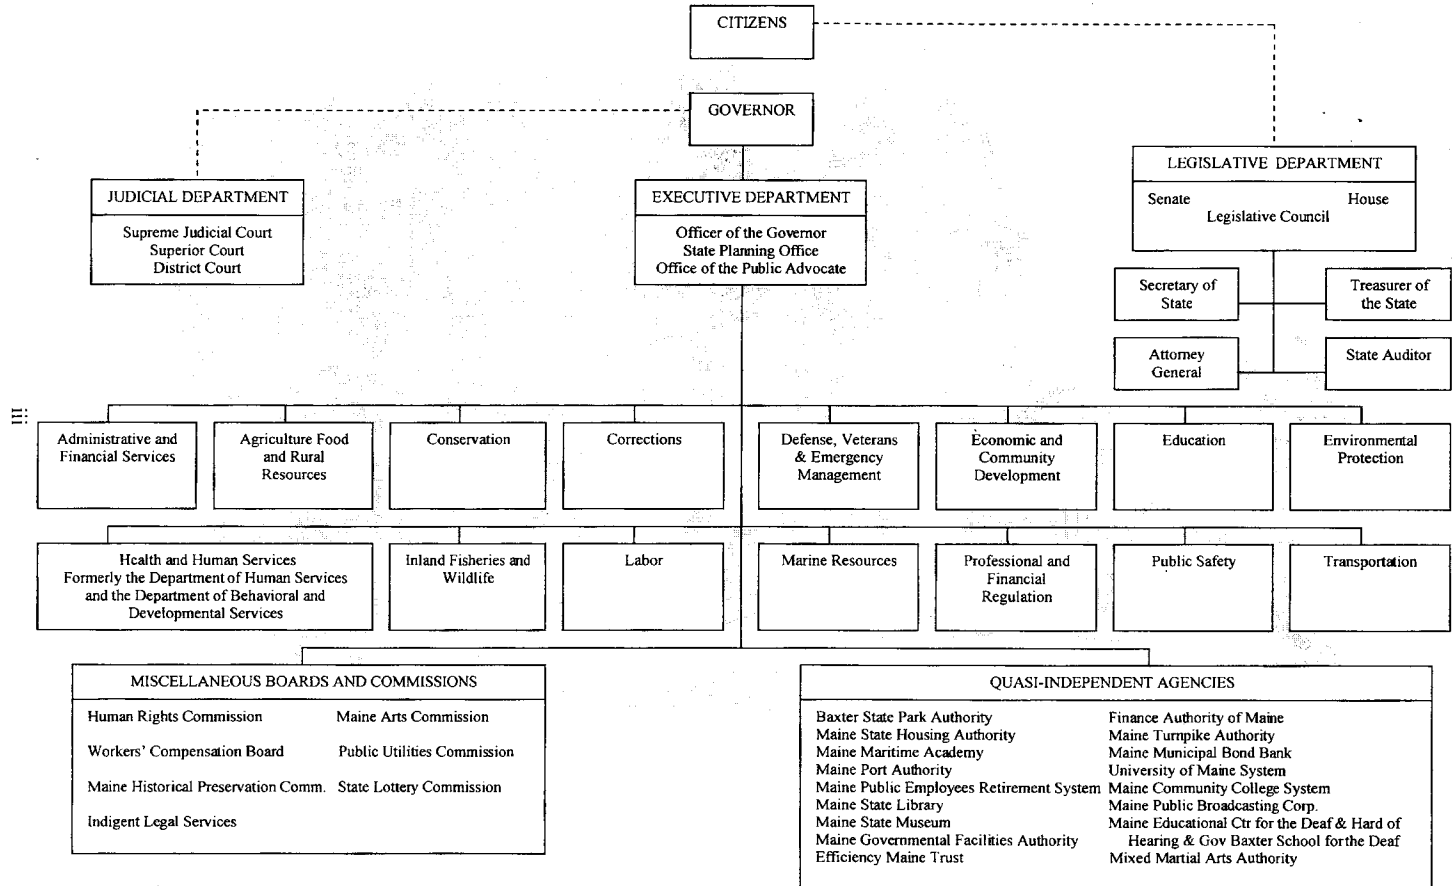 CITIZENS
GOVERNOR
LEGISLATIVE DEPARTMENT
Senate House
Legislative Council
JUDICIAL DEPARTMENT
Supreme Judicial Court
Superior Court
District Court
EXECUTIVE DEPARTMENT
Officer of the Governor
State Planning Office
Office of the Public Advocate
Secretary of
State
Treasurer of
the State
Attorney
General
State Auditor
iii
Administrative and
Financial Services
Agriculture Food
and Rural
Resources
Conservation
Corrections
Defense, Veterans
& Emergency
Management
Economic and
Community
Development
Education
Environmental
Protection
Health and Human Services
Formerly the Department of Human Services
and the Department of Behavioral and
Developmental Services
Inland Fisheries and
Wildlife
Labor
Marine Resources
Professional and
Financial
Regulation
Public Safety
Transportation
MISCELLANEOUS BOARDS AND COMMISSIONS
Human Rights Commission Maine Arts Commission
Workers' Compensation Board Public Utilities Commission
Maine Historical Preservation Comm. State Lottery Commission
Indigent Legal Services
QUASI-INDEPENDENT AGENCIES
Baxter State Park Authority Finance Authority of Maine
Maine State Housing Authority Maine Turnpike Authority
Maine Maritime Academy Maine Municipal Bond Bank
Maine Port Authority University of Maine System
Maine Public Employees Retirement System Maine Community College System
Maine State Library Maine Public Broadcasting Corp.
Maine State Museum Maine Educational Ctr for the Deaf & Hard of
Maine Governmental Facilities Authority Hearing & Gov Baxter School for the Deaf
Efficiency Maine Trust Mixed Martial Arts Authority